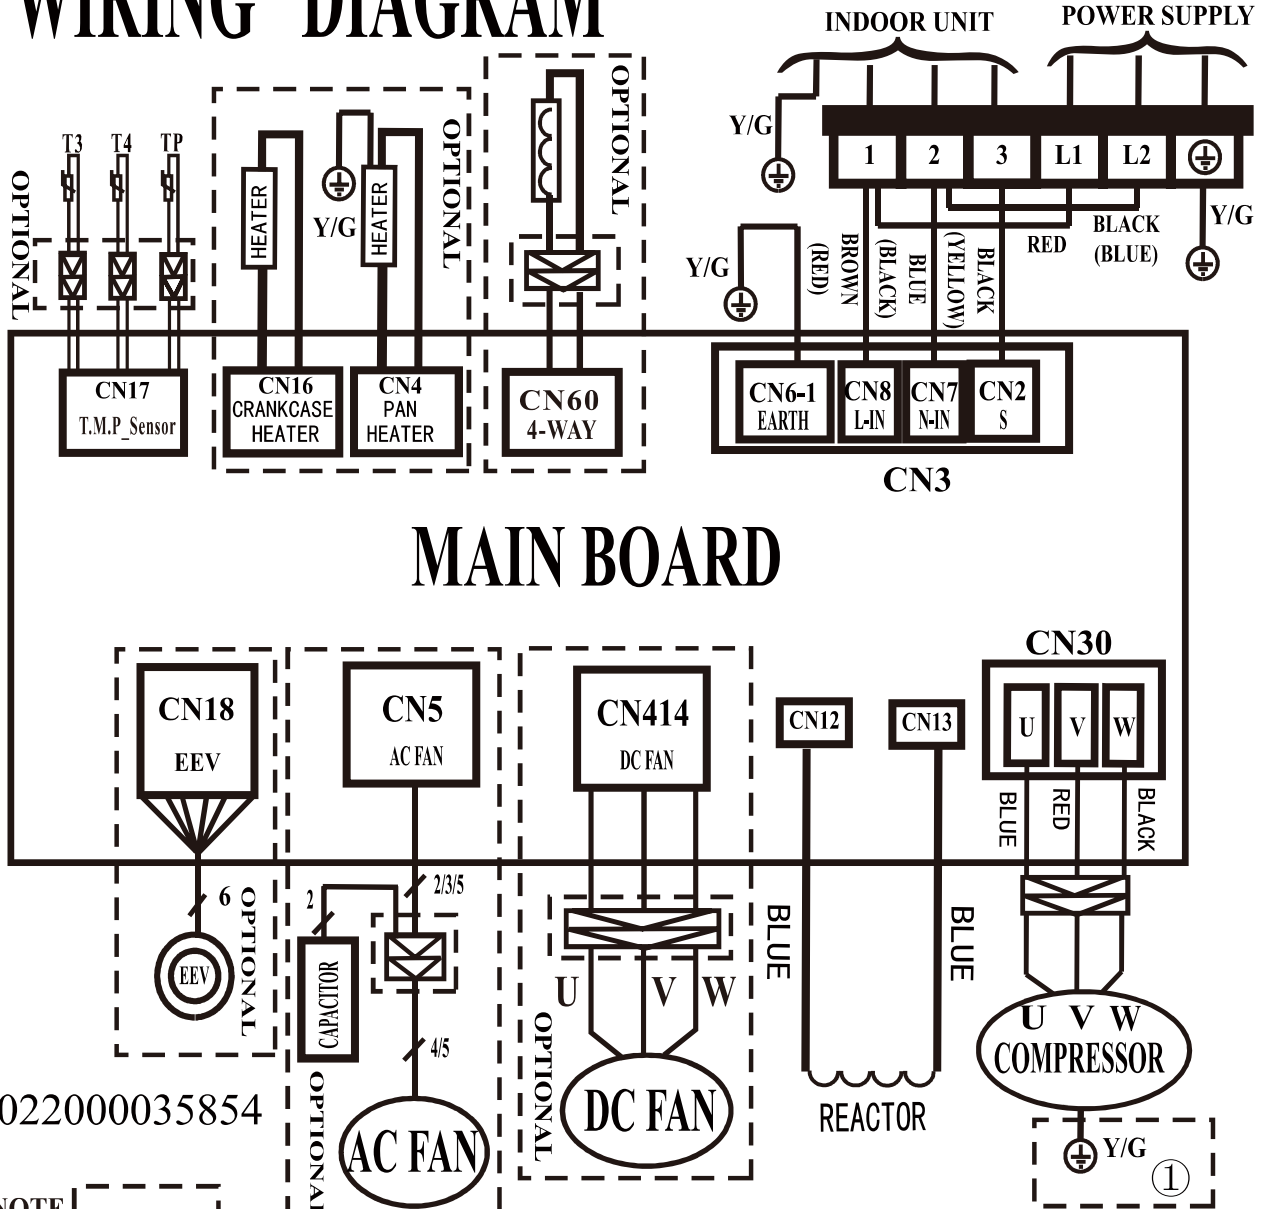 WIRING DIAGRAM
INDOOR UNIT
POWER SUPPLY
T3
T4
TP
OPTIONAL
HEATER
Y/G
HEATER
OPTIONAL
OPTIONAL
Y/G
1
2
3
L1
L2
Y/G
RED
BLACK
(BLUE)
Y/G
(RED)
BROWN
(BLACK)
BLUE
(YELLOW)
BLACK
CN17
T.M.P_Sensor
CN16
CRANKCASE
HEATER
CN4
PAN
HEATER
CN60
4-WAY
CN6-1
EARTH
CN8
L-IN
CN7
N-IN
CN2
S
CN3
MAIN BOARD
CN18
EEV
CN5
AC FAN
CN414
DC FAN
CN12
CN13
CN30
U
V
W
BLUE
RED
BLACK
6
EEV
OPTIONAL
2
2/3/5
CAPACITOR
4/5
AC FAN
OPTIONAL
U
V
W
DC FAN
OPTIONAL
BLUE
BLUE
REACTOR
U V W
COMPRESSOR
Y/G
①
022000035854
NOTE